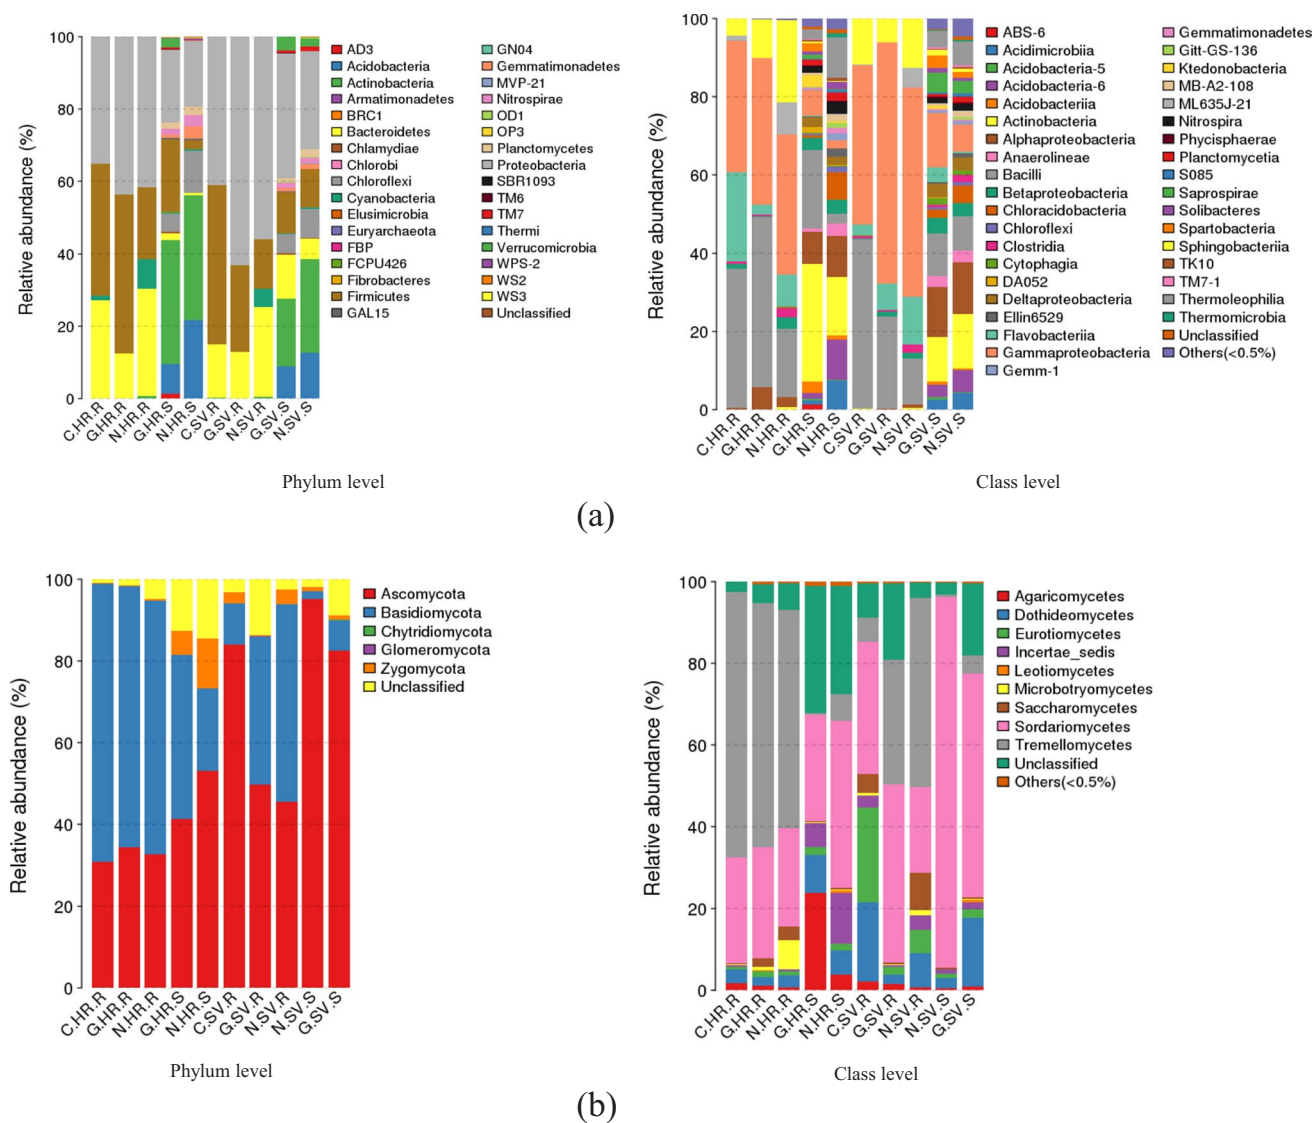 Relative abundance (%)
100
80
60
40
20
0
C.HR.R
G.HR.R
N.HR.R
G.HR.S
N.HR.S
C.SV.R
G.SV.R
N.SV.R
G.SV.S
N.SV.S
AD3
Acidobacteria
Actinobacteria
Armatimonadetes
BRC1
Bacteroidetes
Chlamydiae
Chlorobi
Chloroflexi
Cyanobacteria
Elusimicrobia
Euryarchaeota
FBP
FCPU426
Fibrobacteres
Firmicutes
GAL15
GN04
Gemmatimonadetes
MVP-21
Nitrospirae
OD1
OP3
Planctomycetes
Proteobacteria
SBR1093
TM6
TM7
Thermi
Verrucomicrobia
WPS-2
WS2
WS3
Unclassified
Phylum level
Relative abundance (%)
100
80
60
40
20
0
C.HR.R
G.HR.R
N.HR.R
G.HR.S
N.HR.S
C.SV.R
G.SV.R
N.SV.R
G.SV.S
N.SV.S
ABS-6
Acidimicrobiia
Acidobacteria-5
Acidobacteria-6
Acidobacteriia
Actinobacteria
Alphaproteobacteria
Anaerolineae
Bacilli
Betaproteobacteria
Chloracidobacteria
Chloroflexi
Clostridia
Cytophagia
DA052
Deltaproteobacteria
Ellin6529
Flavobacteriia
Gammaproteobacteria
Gemm-1
Gemmatimonadetes
Gitt-GS-136
Ktedonobacteria
MB-A2-108
ML635J-21
Nitrospira
Phycisphaerae
Planctomycetia
S085
Saprospirae
Solibacteres
Spartobacteria
Sphingobacteriia
TK10
TM7-1
Thermoleophilia
Thermomicrobia
Unclassified
Others(<0.5%)
Class level
(a)
Relative abundance (%)
100
80
60
40
20
0
C.HR.R
G.HR.R
N.HR.R
G.HR.S
N.HR.S
C.SV.R
G.SV.R
N.SV.R
N.SV.S
G.SV.S
Ascomycota
Basidiomycota
Chytridiomycota
Glomeromycota
Zygomycota
Unclassified
Phylum level
Relative abundance (%)
100
80
60
40
20
0
C.HR.R
G.HR.R
N.HR.R
G.HR.S
N.HR.S
C.SV.R
G.SV.R
N.SV.R
N.SV.S
G.SV.S
Agaricomycetes
Dothideomycetes
Eurotiomycetes
Incertae_sedis
Leotiomycetes
Microbotryomycetes
Saccharomycetes
Sordariomycetes
Tremellomycetes
Unclassified
Others(<0.5%)
Class level
(b)